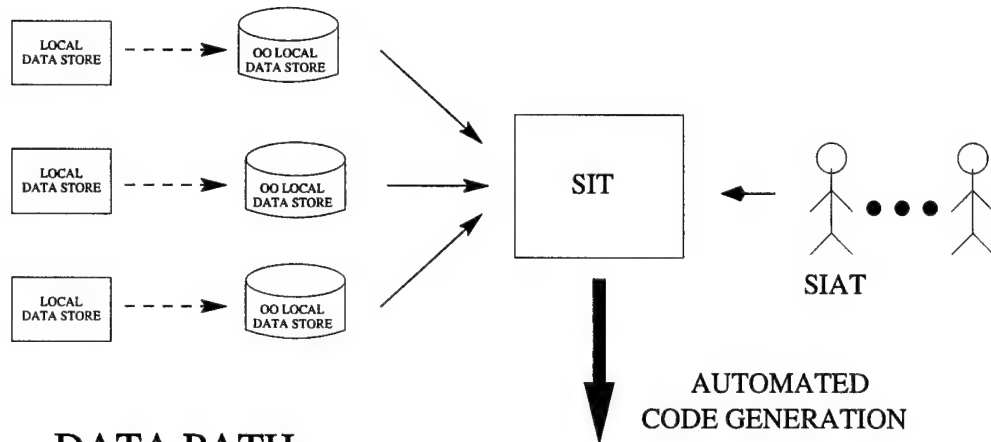 LOCAL
DATA STORE
OO LOCAL
DATA STORE
LOCAL
DATA STORE
OO LOCAL
DATA STORE
SIT
SIAT
LOCAL
DATA STORE
OO LOCAL
DATA STORE
AUTOMATED
CODE GENERATION
DATA PATH